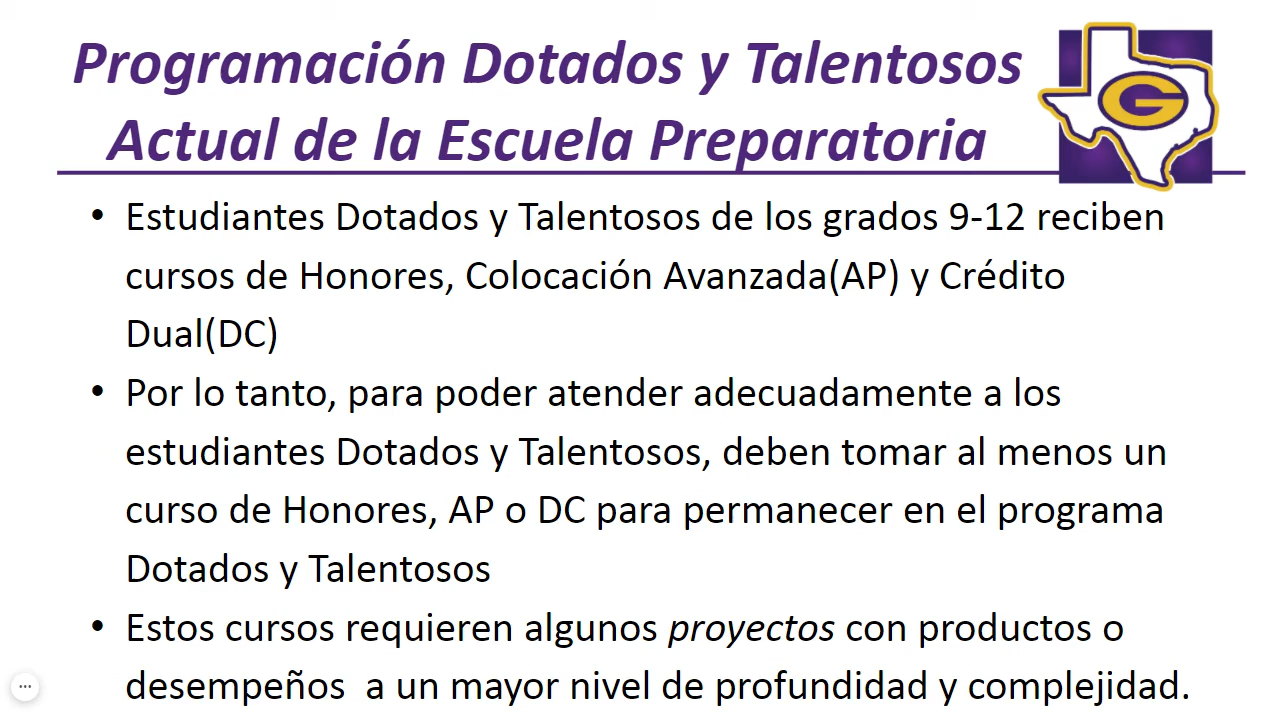 Programación Dotados y Talentosos
Actual de la Escuela Preparatoria
G
• Estudiantes Dotados y Talentosos de los grados 9-12 reciben
cursos de Honores, Colocación Avanzada(AP) y Crédito
Dual(DC)
• Por lo tanto, para poder atender adecuadamente a los
estudiantes Dotados y Talentosos, deben tomar al menos un
curso de Honores, AP o DC para permanecer en el programa
Dotados y Talentosos
• Estos cursos requieren algunos proyectos con productos o
desempeños  a un mayor nivel de profundidad y complejidad.